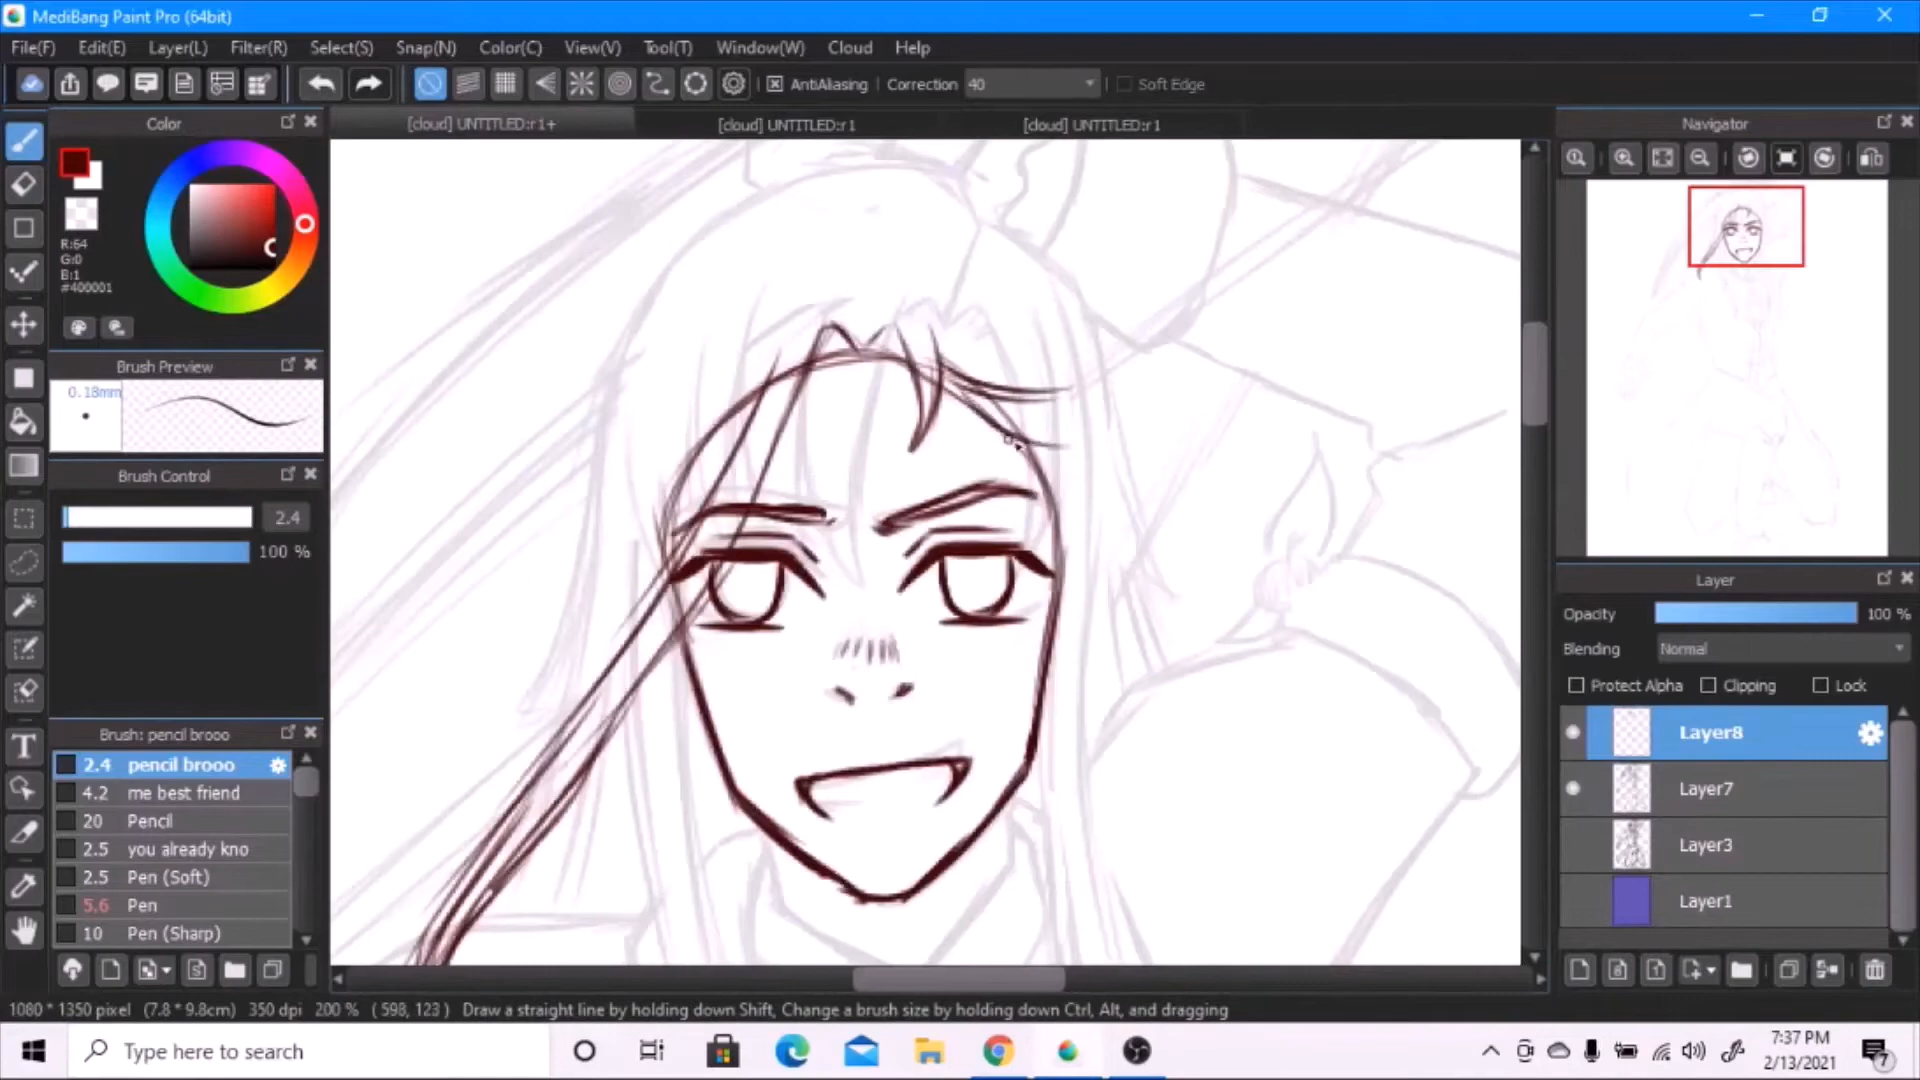 MediBang Paint Pro (64bit)
File(F) Edit(E) Layer(L) Filter(R) Select(S) Snap(N) Color(C) View(V) Tool(T) Window(W) Cloud Help
AntiAliasing Correction 40 Soft Edge
Color
[cloud] UNTITLED:r1+
[cloud] UNTITLED:r1
[cloud] UNTITLED:r1
Navigator
R:64
G:0
B:1
#400001
Brush Preview
0.18mm
Brush Control
2.4
100 %
Brush: pencil brooo
2.4 pencil brooo
4.2 me best friend
20 Pencil
2.5 you already kno
2.5 Pen (Soft)
5.6 Pen
10 Pen (Sharp)
Layer
Opacity 100 %
Blending Normal
Protect Alpha Clipping Lock
Layer8
Layer7
Layer3
Layer1
1080 * 1350 pixel (7.8 * 9.8cm) 350 dpi 200 % ( 598, 123 ) Draw a straight line by holding down Shift, Change a brush size by holding down Ctrl, Alt, and dragging
Type here to search
7:37 PM
2/13/2021
7